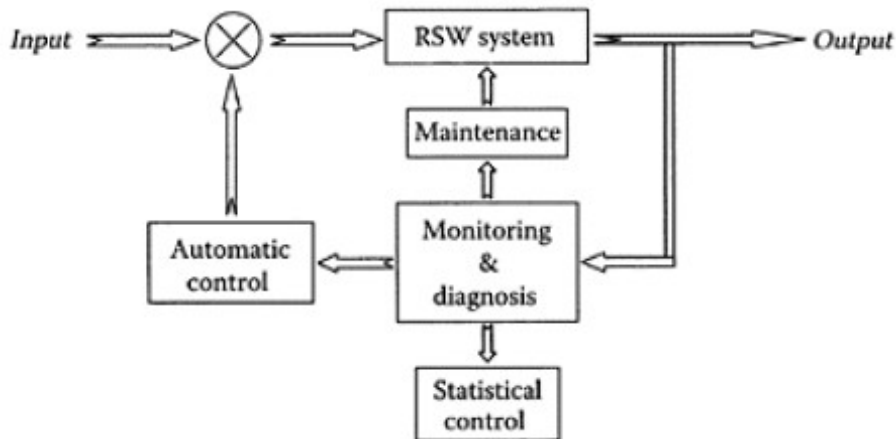 Input
RSW system
Output
Maintenance
Automatic
control
Monitoring
&
diagnosis
Statistical
control